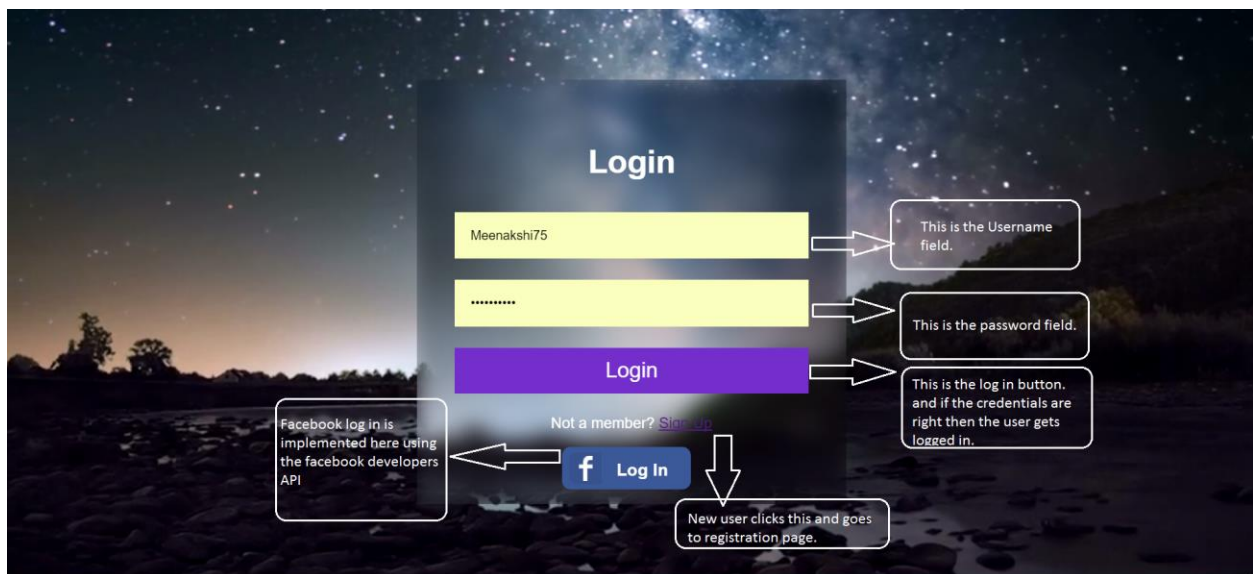 Login
Meenakshi75
This is the Username
field.
••••••••••
This is the password field.
Login
This is the log in button.
and if the credentials are
right then the user gets
logged in.
Not a member? Sign up
Facebook log in is
implemented here using
the facebook developers
API
f Log In
New user clicks this and goes
to registration page.